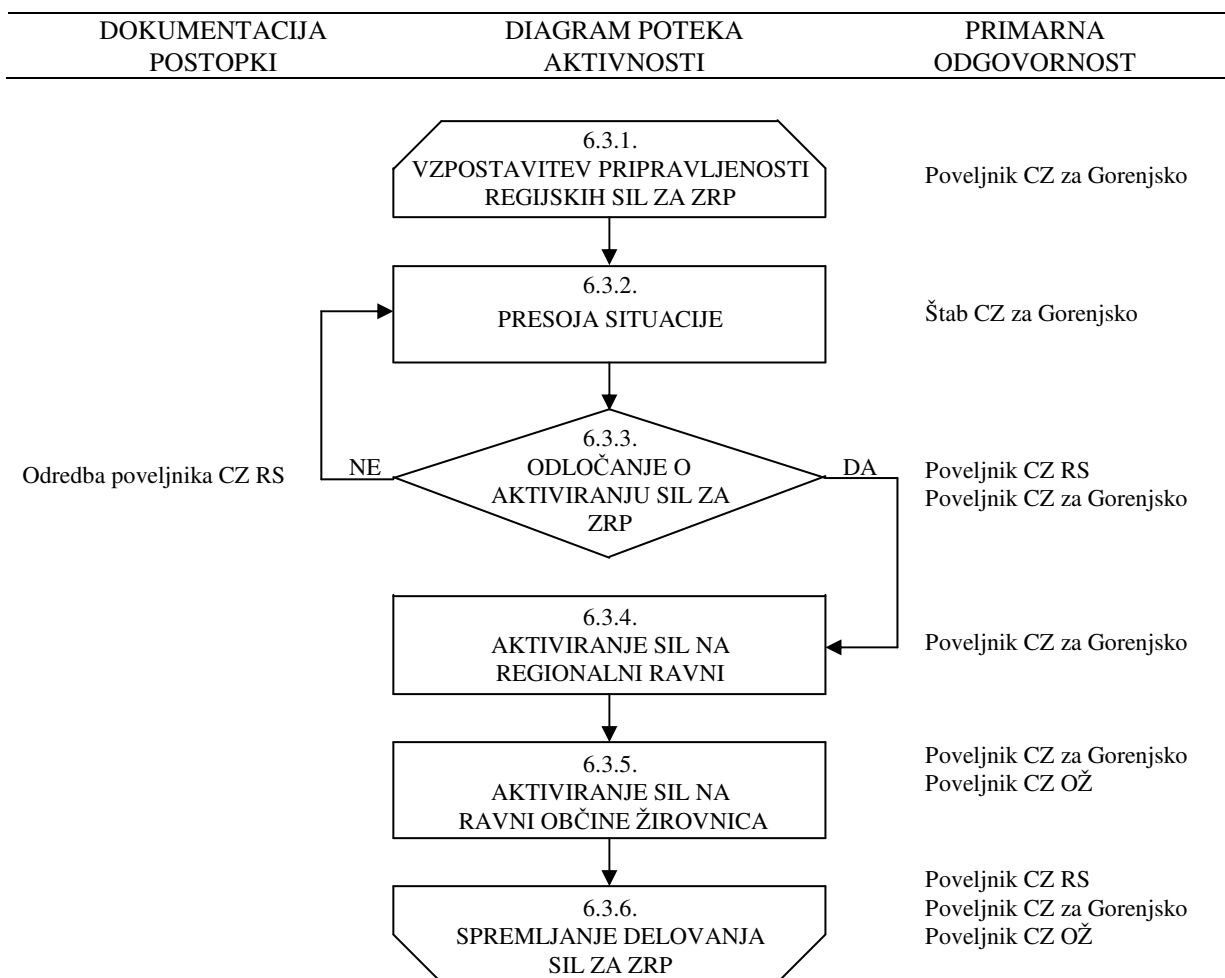 DOKUMENTACIJA
POSTOPKI
DIAGRAM POTEKA
AKTIVNOSTI
PRIMARNA
ODGOVORNOST
6.3.1.
VZPOSTAVITEV PRIPRAVLJENOSTI
REGIJSKIH SIL ZA ZRP
Poveljnik CZ za Gorenjsko
6.3.2.
PRESOJA SITUACIJE
Štab CZ za Gorenjsko
Odredba poveljnika CZ RS
NE
6.3.3.
ODLOČANJE O
AKTIVIRANJU SIL ZA
ZRP
DA
Poveljnik CZ RS
Poveljnik CZ za Gorenjsko
6.3.4.
AKTIVIRANJE SIL NA
REGIONALNI RAVNI
Poveljnik CZ za Gorenjsko
6.3.5.
AKTIVIRANJE SIL NA
RAVNI OBČINE ŽIROVNICA
Poveljnik CZ za Gorenjsko
Poveljnik CZ OŽ
6.3.6.
SPREMLJANJE DELOVANJA
SIL ZA ZRP
Poveljnik CZ RS
Poveljnik CZ za Gorenjsko
Poveljnik CZ OŽ